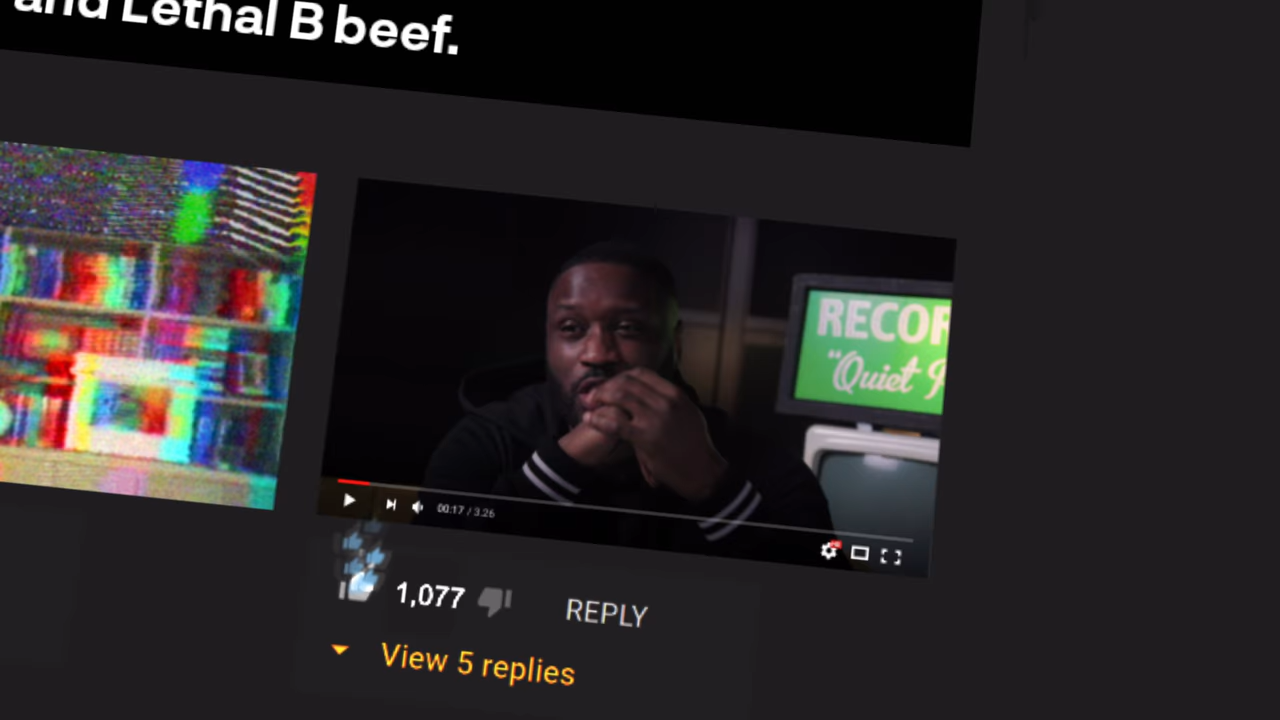 and Lethal B beef.
RECOR
"Quiet
00:17 / 3.26
1,077
REPLY
View 5 replies